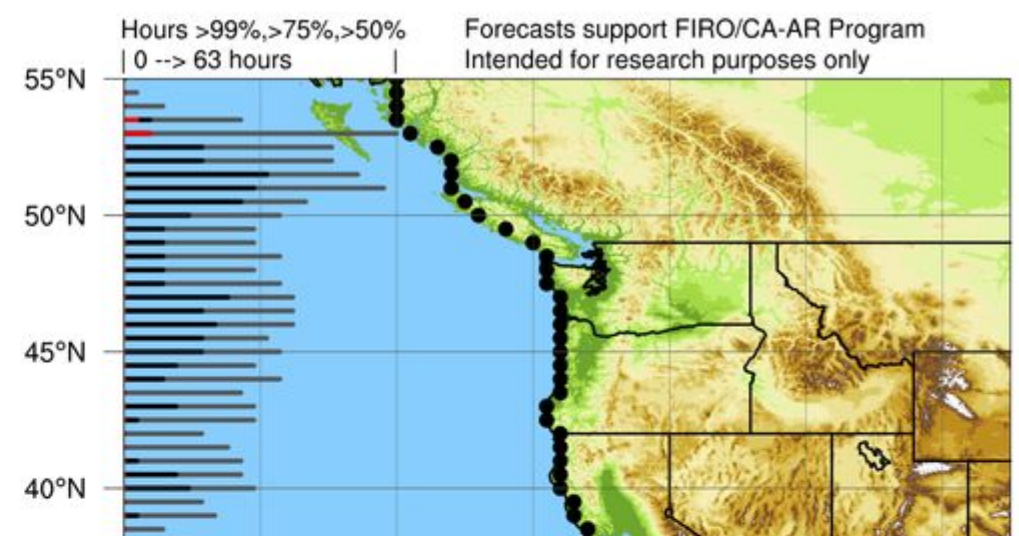 Hours >99%,>75%,>50%
| 0 --> 63 hours |
Forecasts support FIRO/CA-AR Program
Intended for research purposes only
55°N
50°N
45°N
40°N